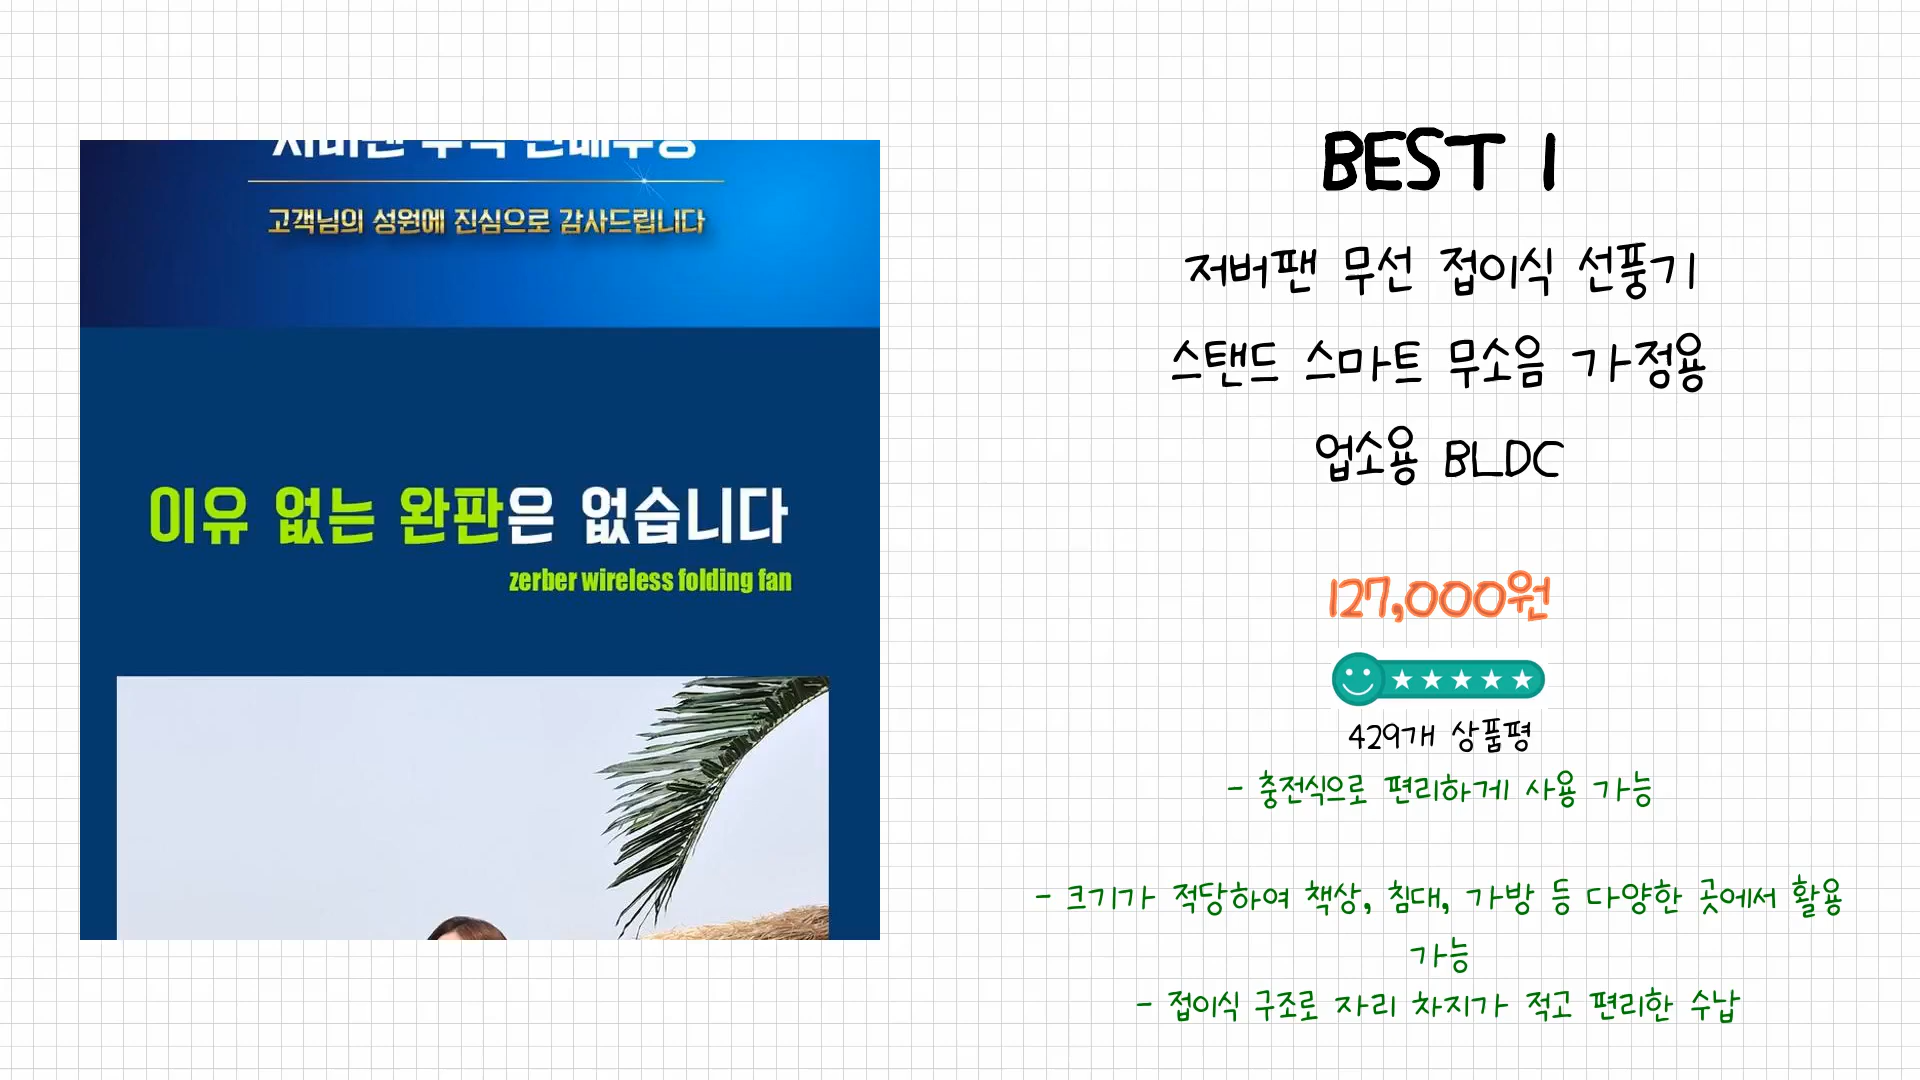 고객님의 성원에 진심으로 감사드립니다
이유 없는 완판은 없습니다
zerber wireless folding fan
BEST 1
저버팬 무선 접이식 선풍기
스탠드 스마트 무소음 가정용
업소용 BLDC
127,000원
429개 상품평
- 충전식으로 편리하게 사용 가능
- 크기가 적당하여 책상, 침대, 가방 등 다양한 곳에서 활용
가능
- 접이식 구조로 자리 차지가 적고 편리한 수납